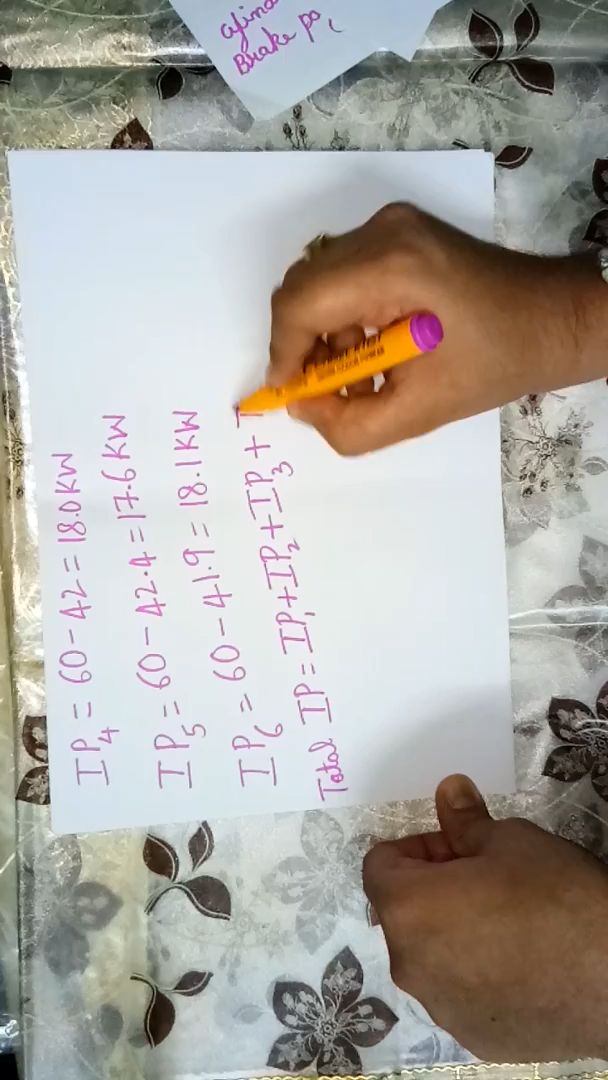 Brake po
IP4 = 60 - 42 = 18.0 KW
IP5 = 60 - 42.4 = 17.6 KW
IP6 = 60 - 41.9 = 18.1 KW
Total IP = IP1 + IP2 + IP3 +